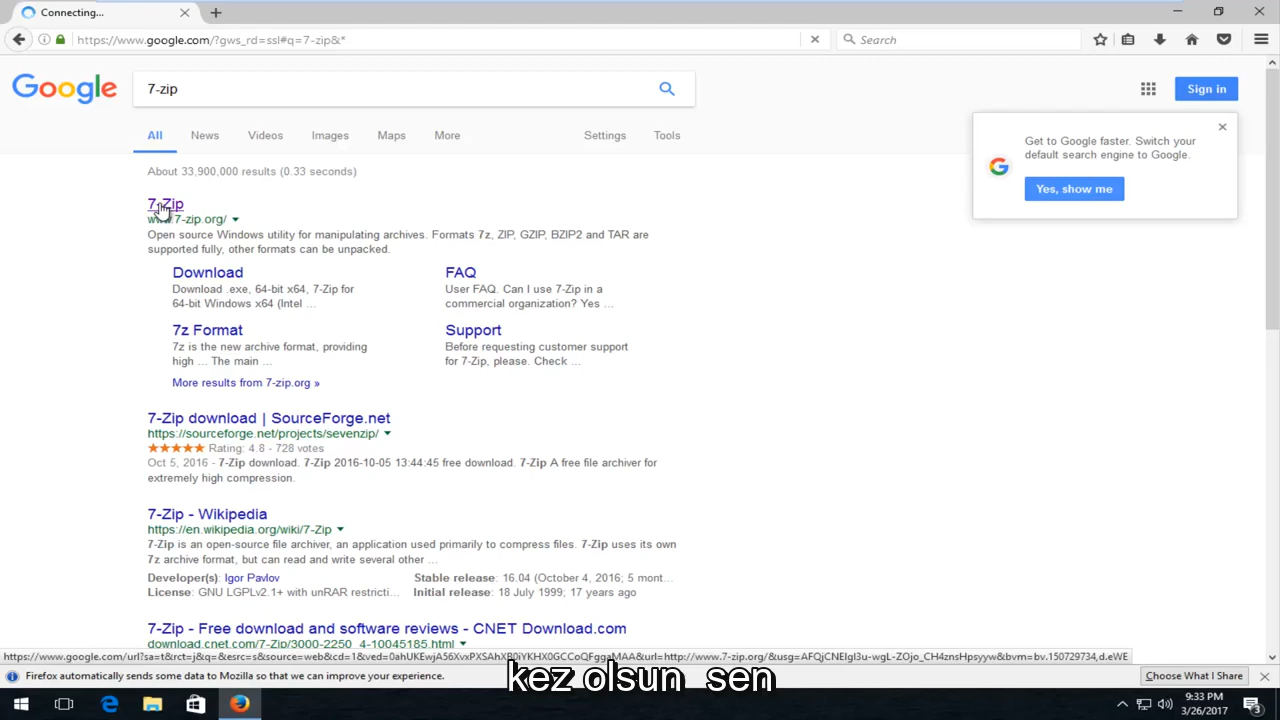 Connecting...
https://www.google.com/?gws_rd=ssl#q=7-zip&*
Search
Google
7-zip
Sign in
All News Videos Images Maps More Settings Tools
Get to Google faster. Switch your
default search engine to Google.
Yes, show me
About 33,900,000 results (0.33 seconds)
7-Zip
www.7-zip.org/
Open source Windows utility for manipulating archives. Formats 7z, ZIP, GZIP, BZIP2 and TAR are
supported fully, other formats can be unpacked.
Download
Download .exe, 64-bit x64, 7-Zip for
64-bit Windows x64 (Intel ...
FAQ
User FAQ. Can I use 7-Zip in a
commercial organization? Yes ...
7z Format
7z is the new archive format, providing
high ... The main ...
Support
Before requesting customer support
for 7-Zip, please. Check ...
More results from 7-zip.org »
7-Zip download | SourceForge.net
https://sourceforge.net/projects/sevenzip/
Rating: 4.8 - 728 votes
Oct 5, 2016 - 7-Zip download. 7-Zip 2016-10-05 13:44:45 free download. 7-Zip A free file archiver for
extremely high compression.
7-Zip - Wikipedia
https://en.wikipedia.org/wiki/7-Zip
7-Zip is an open-source file archiver, an application used primarily to compress files. 7-Zip uses its own
7z archive format, but can read and write several other ...
Developer(s): Igor Pavlov Stable release: 16.04 (October 4, 2016; 5 mont...
License: GNU LGPLv2.1+ with unRAR restricti... Initial release: 18 July 1999; 17 years ago
7-Zip - Free download and software reviews - CNET Download.com
download.cnet.com/7-Zip/3000-2250_4-10045185.html
Firefox automatically sends some data to Mozilla so that we can improve your experience.
Choose What I Share
kez olsun sen
9:33 PM
3/26/2017
3